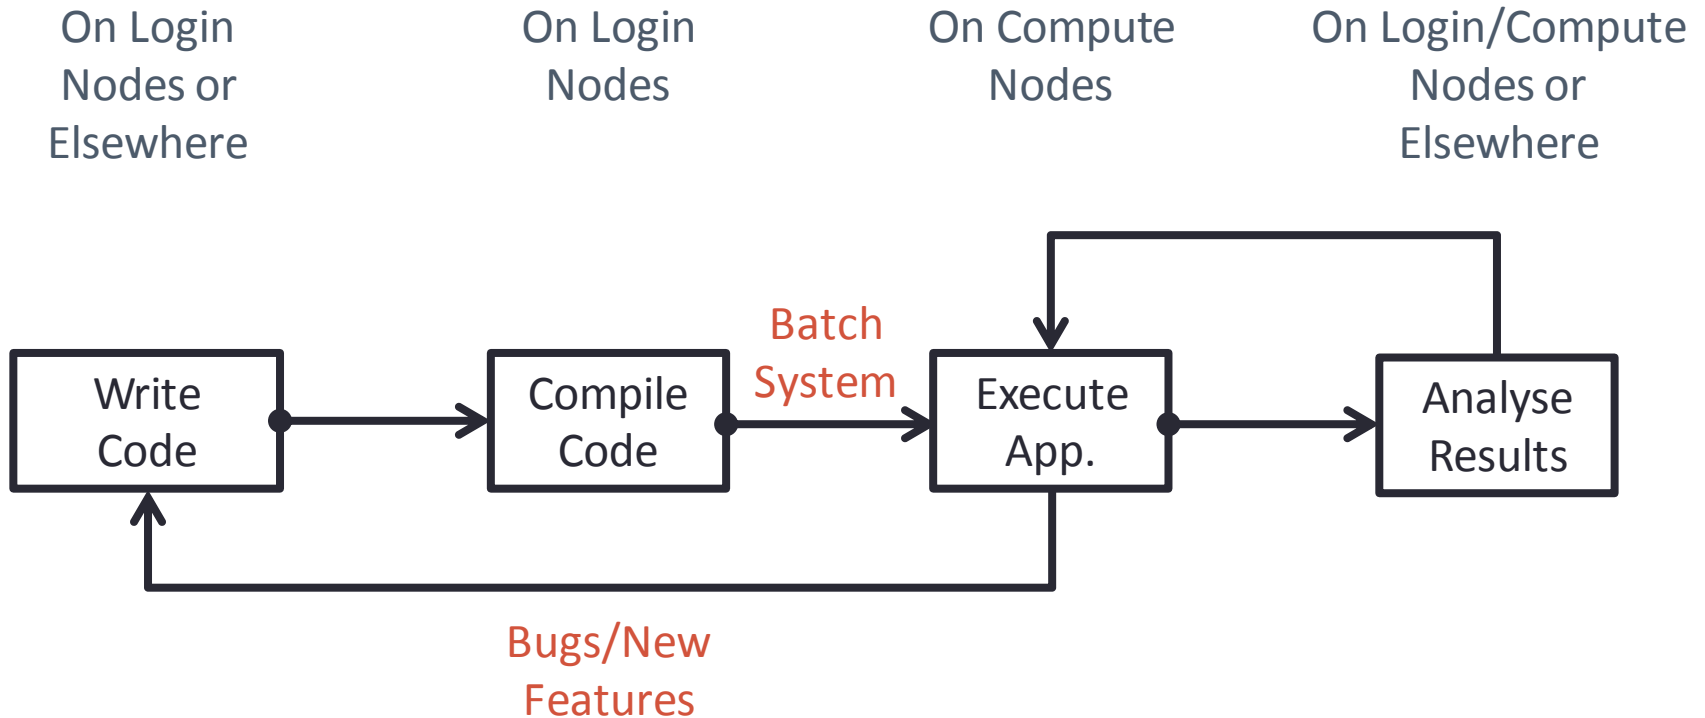 On Login
Nodes or
Elsewhere
On Login
Nodes
On Compute
Nodes
On Login/Compute
Nodes or
Elsewhere
Write
Code
Compile
Code
Batch
System
Execute
App.
Analyse
Results
Bugs/New
Features